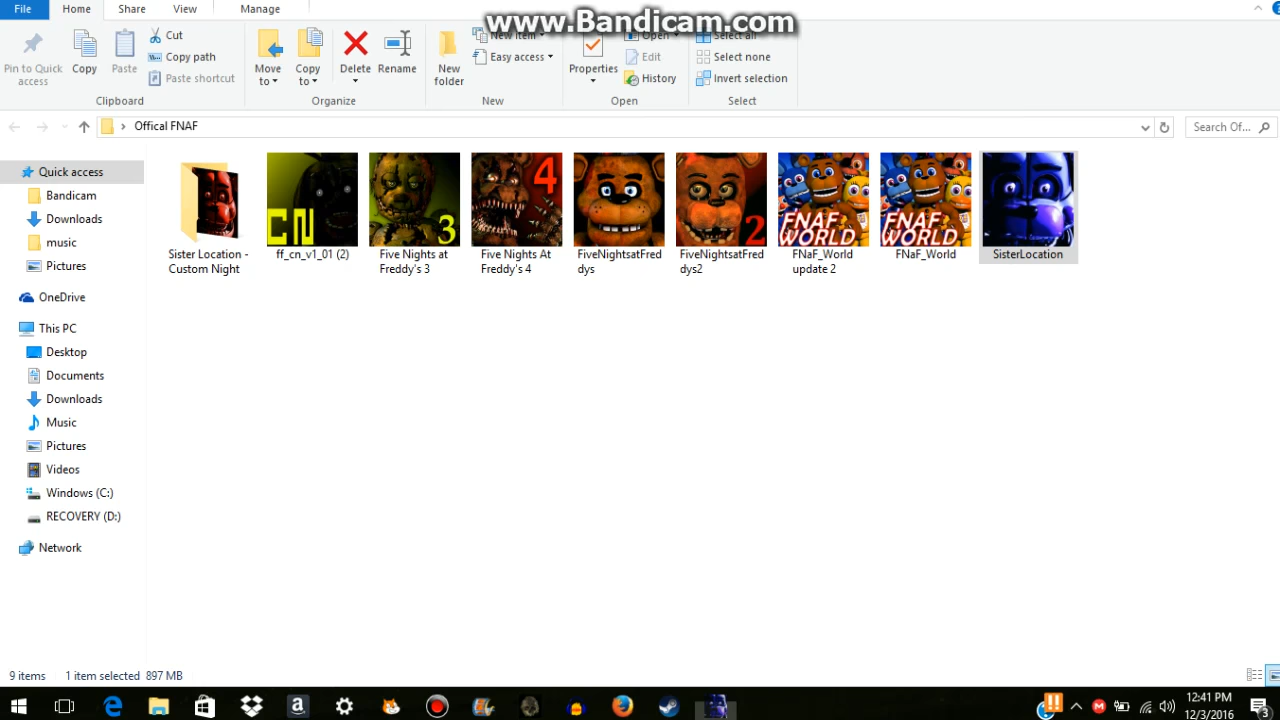 File Home Share View Manage
www.Bandicam.com
Pin to Quick access
Copy
Paste
Cut
Copy path
Paste shortcut
Move to
Copy to
Delete
Rename
New folder
New item
Easy access
Properties
Open
Edit
History
Select all
Select none
Invert selection
Clipboard Organize New Open Select
Offical FNAF
Search Of...
Quick access
Bandicam
Downloads
music
Pictures
OneDrive
This PC
Desktop
Documents
Downloads
Music
Pictures
Videos
Windows (C:)
RECOVERY (D:)
Network
CN
3
4
2
FNAF WORLD
FNAF WORLD
Sister Location - Custom Night
ff_cn_v1_01 (2)
Five Nights at Freddy's 3
Five Nights At Freddy's 4
FiveNightsatFreddys
FiveNightsatFreddys2
FNaF_World update 2
FNaF_World
SisterLocation
9 items 1 item selected 897 MB
12:41 PM
12/3/2016
3